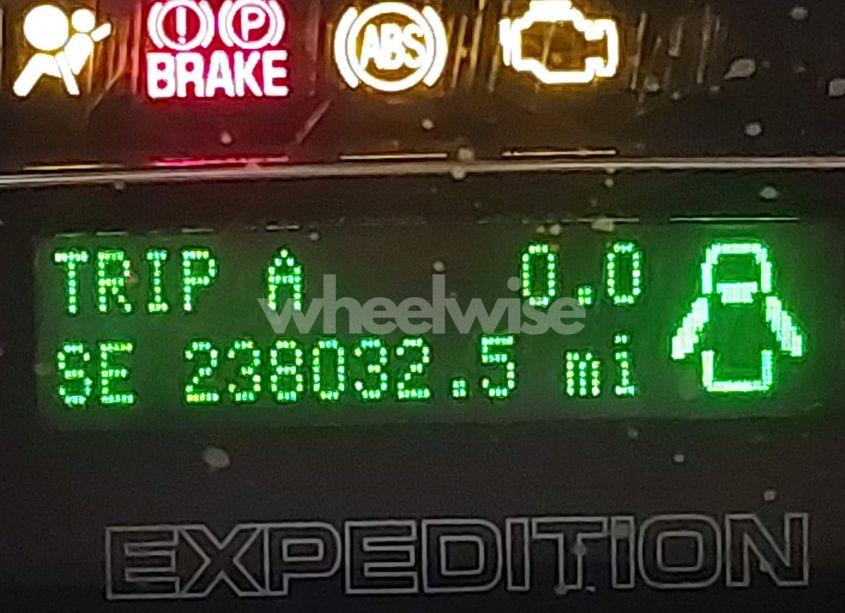 (!) (P)
BRAKE
ABS
TRIP A 0.0
SE 238032.5 mi
wheelwise
EXPEDITION